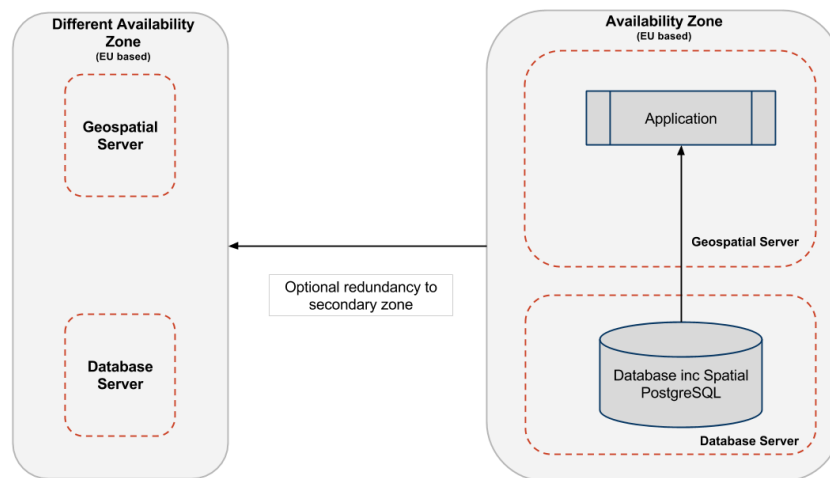 Different Availability
Zone
(EU based)
Geospatial
Server
Database
Server
Optional redundancy to
secondary zone
Availability Zone
(EU based)
Application
Geospatial Server
Database inc Spatial
PostgreSQL
Database Server